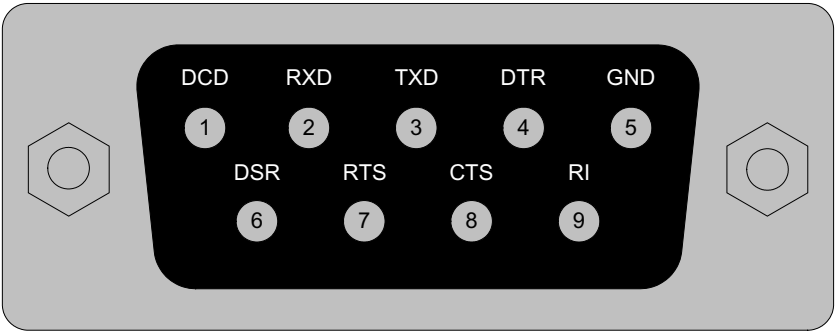 DCD RXD TXD DTR GND
1 2 3 4 5
DSR RTS CTS RI
6 7 8 9